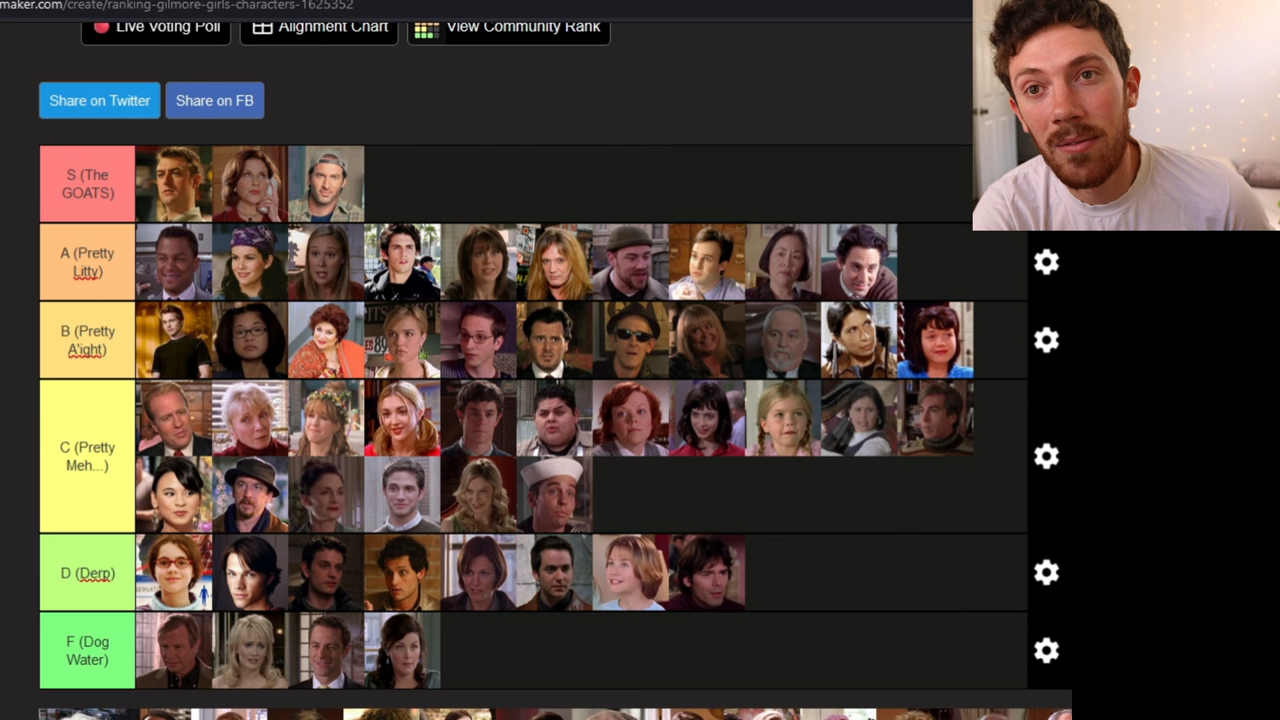 maker.com/create/ranking-gilmore-girls-characters-1625352
Live Voting Poll
Alignment Chart
View Community Rank
Share on Twitter
Share on FB
S (The
GOATS)
A (Pretty
Litty)
B (Pretty
A'ight)
C (Pretty
Meh...)
D (Derp)
F (Dog
Water)